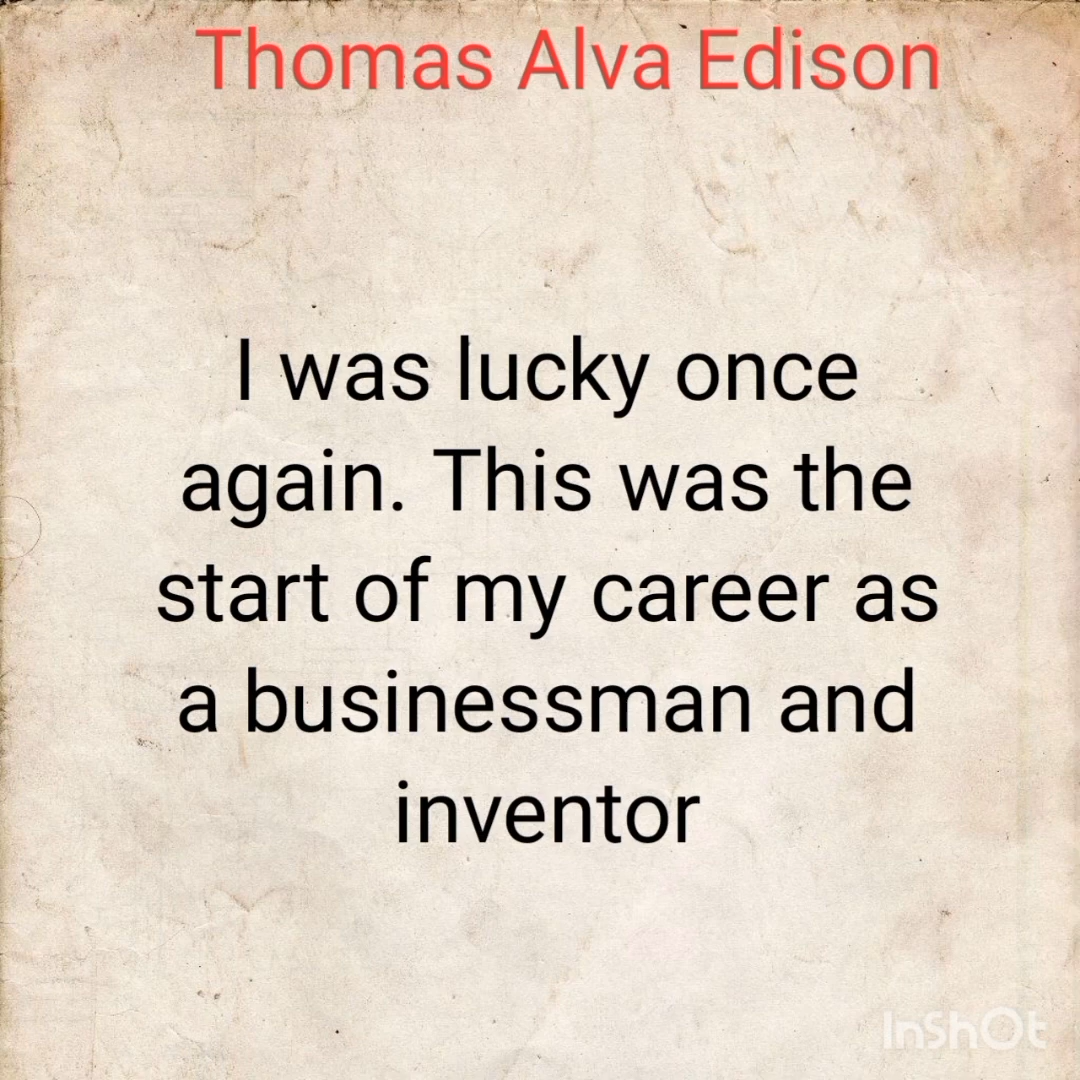 Thomas Alva Edison
I was lucky once
again. This was the
start of my career as
a businessman and
inventor
InShOt